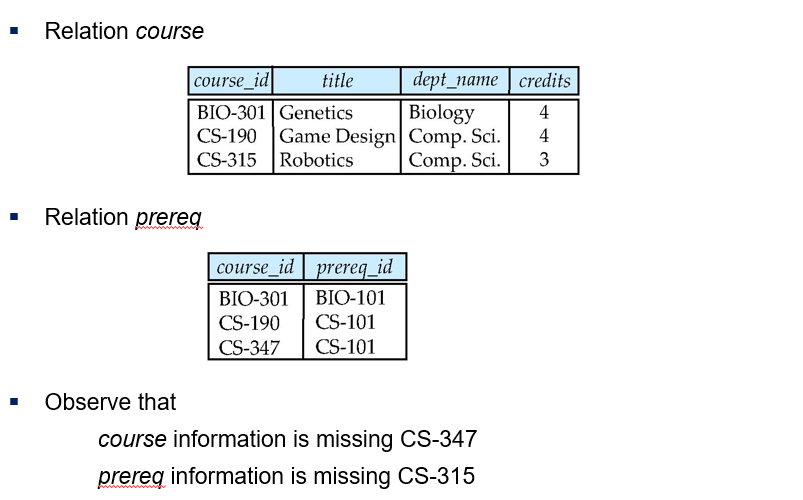 Relation course
course_id title dept_name credits
BIO-301 Genetics Biology 4
CS-190 Game Design Comp. Sci. 4
CS-315 Robotics Comp. Sci. 3
Relation prereq
course_id prereq_id
BIO-301 BIO-101
CS-190 CS-101
CS-347 CS-101
Observe that
course information is missing CS-347
prereq information is missing CS-315